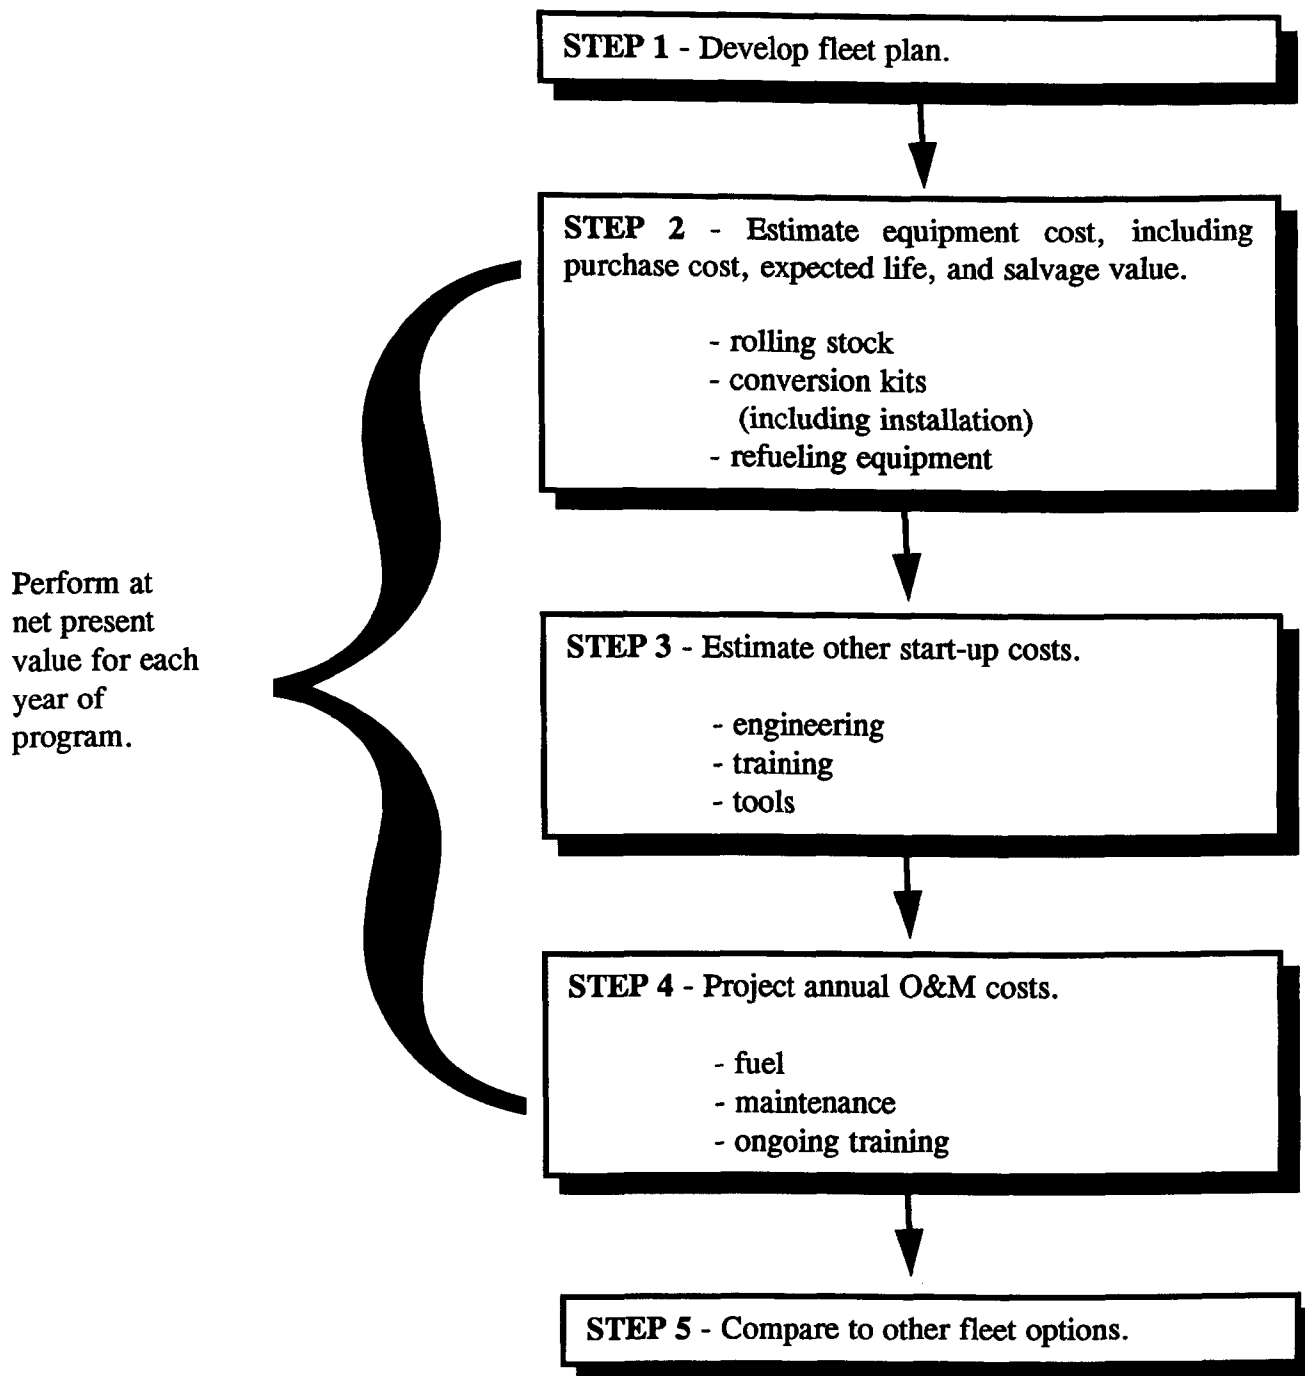 STEP 1 - Develop fleet plan.
STEP 2 - Estimate equipment cost, including
purchase cost, expected life, and salvage value.
- rolling stock
- conversion kits
(including installation)
- refueling equipment
Perform at
net present
value for each
year of
program.
STEP 3 - Estimate other start-up costs.
- engineering
- training
- tools
STEP 4 - Project annual O&M costs.
- fuel
- maintenance
- ongoing training
STEP 5 - Compare to other fleet options.